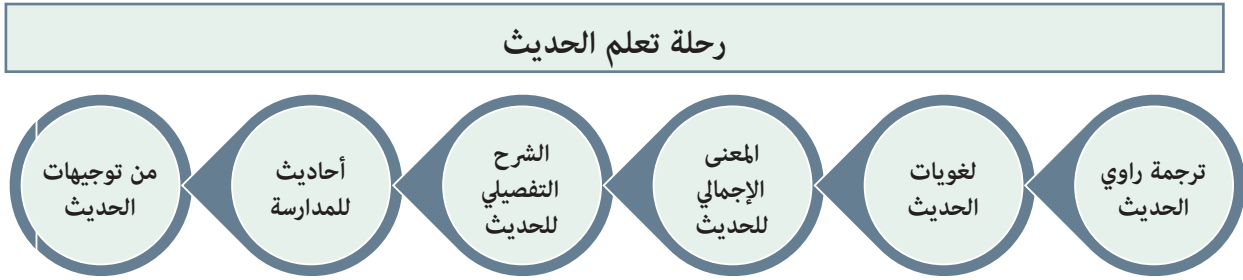 رحلة تعلم الحديث
ترجمة راوي
الحديث
لغويات
الحديث
المعنى
الإجمالي
للحديث
الشرح
التفصيلي
للحديث
أحاديث
للمدارسة
من توجيهات
الحديث